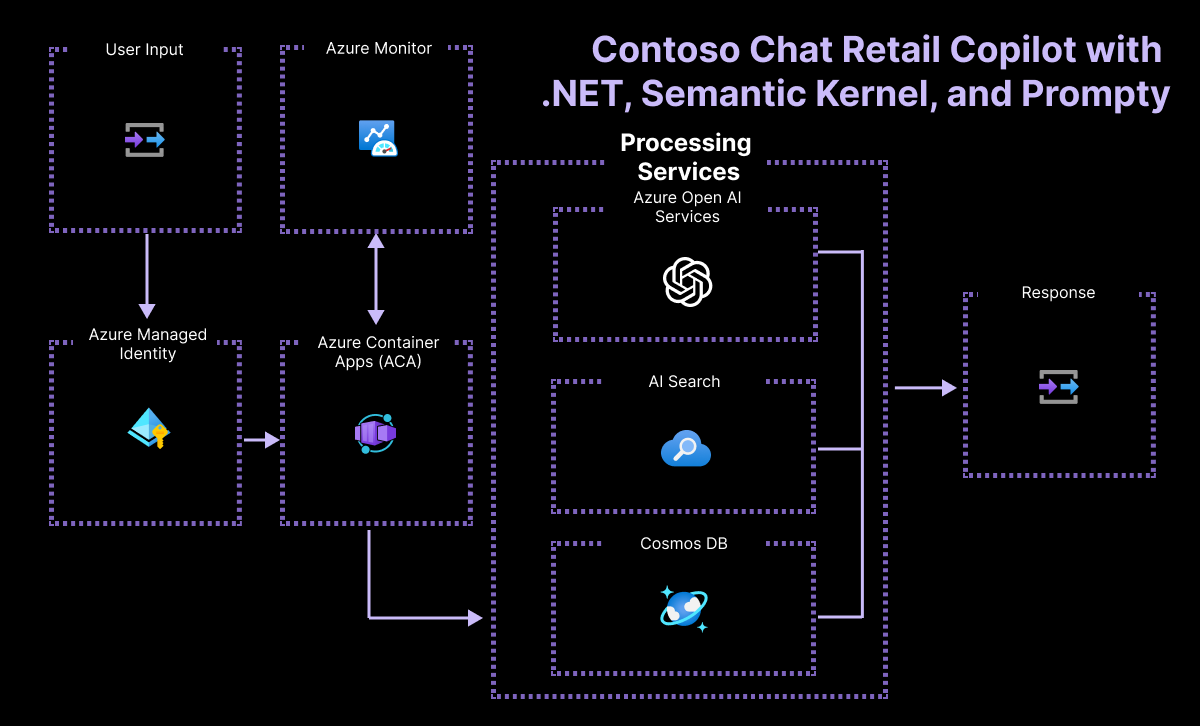 Contoso Chat Retail Copilot with
.NET, Semantic Kernel, and Prompty
User Input
Azure Monitor
Processing
Services
Azure Open AI
Services
Response
Azure Managed
Identity
Azure Container
Apps (ACA)
AI Search
Cosmos DB